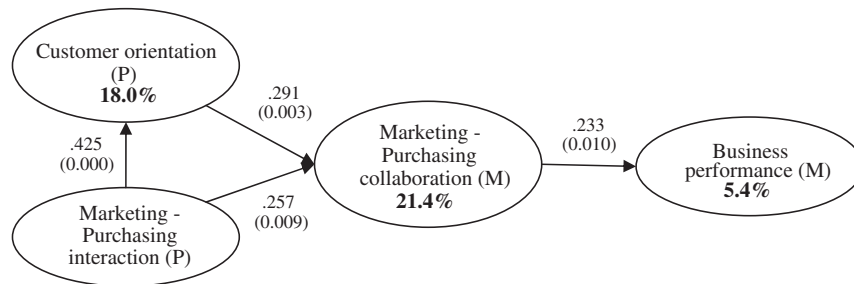 Customer orientation
(P)
18.0%
.291
(0.003)
.425
(0.000)
Marketing -
Purchasing
collaboration (M)
21.4%
.233
(0.010)
Business
performance (M)
5.4%
.257
(0.009)
Marketing -
Purchasing
interaction (P)